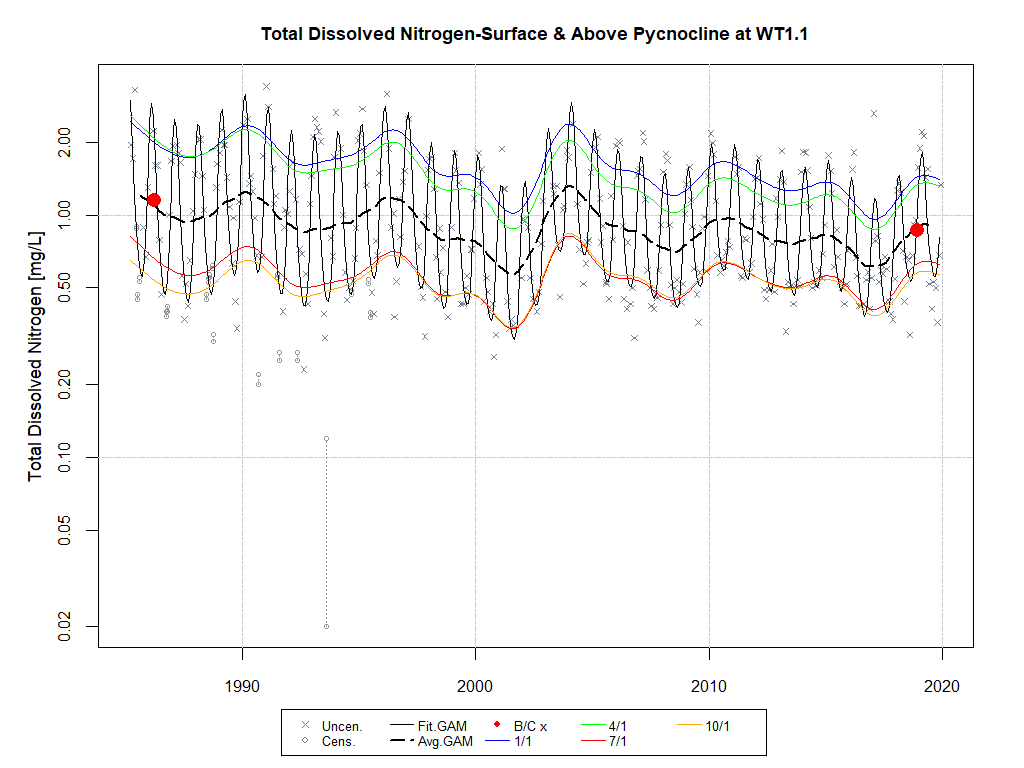 Total Dissolved Nitrogen-Surface & Above Pycnocline at WT1.1
Total Dissolved Nitrogen [mg/L]
2.00
1.00
0.50
0.20
0.10
0.05
0.02
1990 2000 2010 2020
Uncen. Fit.GAM B/C x 4/1 10/1
Cens. Avg.GAM 1/1 7/1